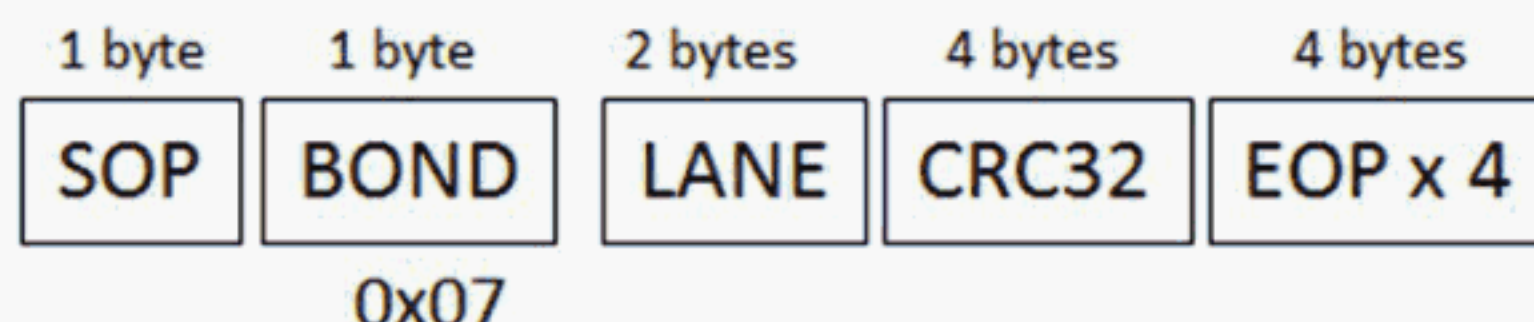 1 byte 1 byte 2 bytes 4 bytes 4 bytes
SOP BOND LANE CRC32 EOP x 4
0x07